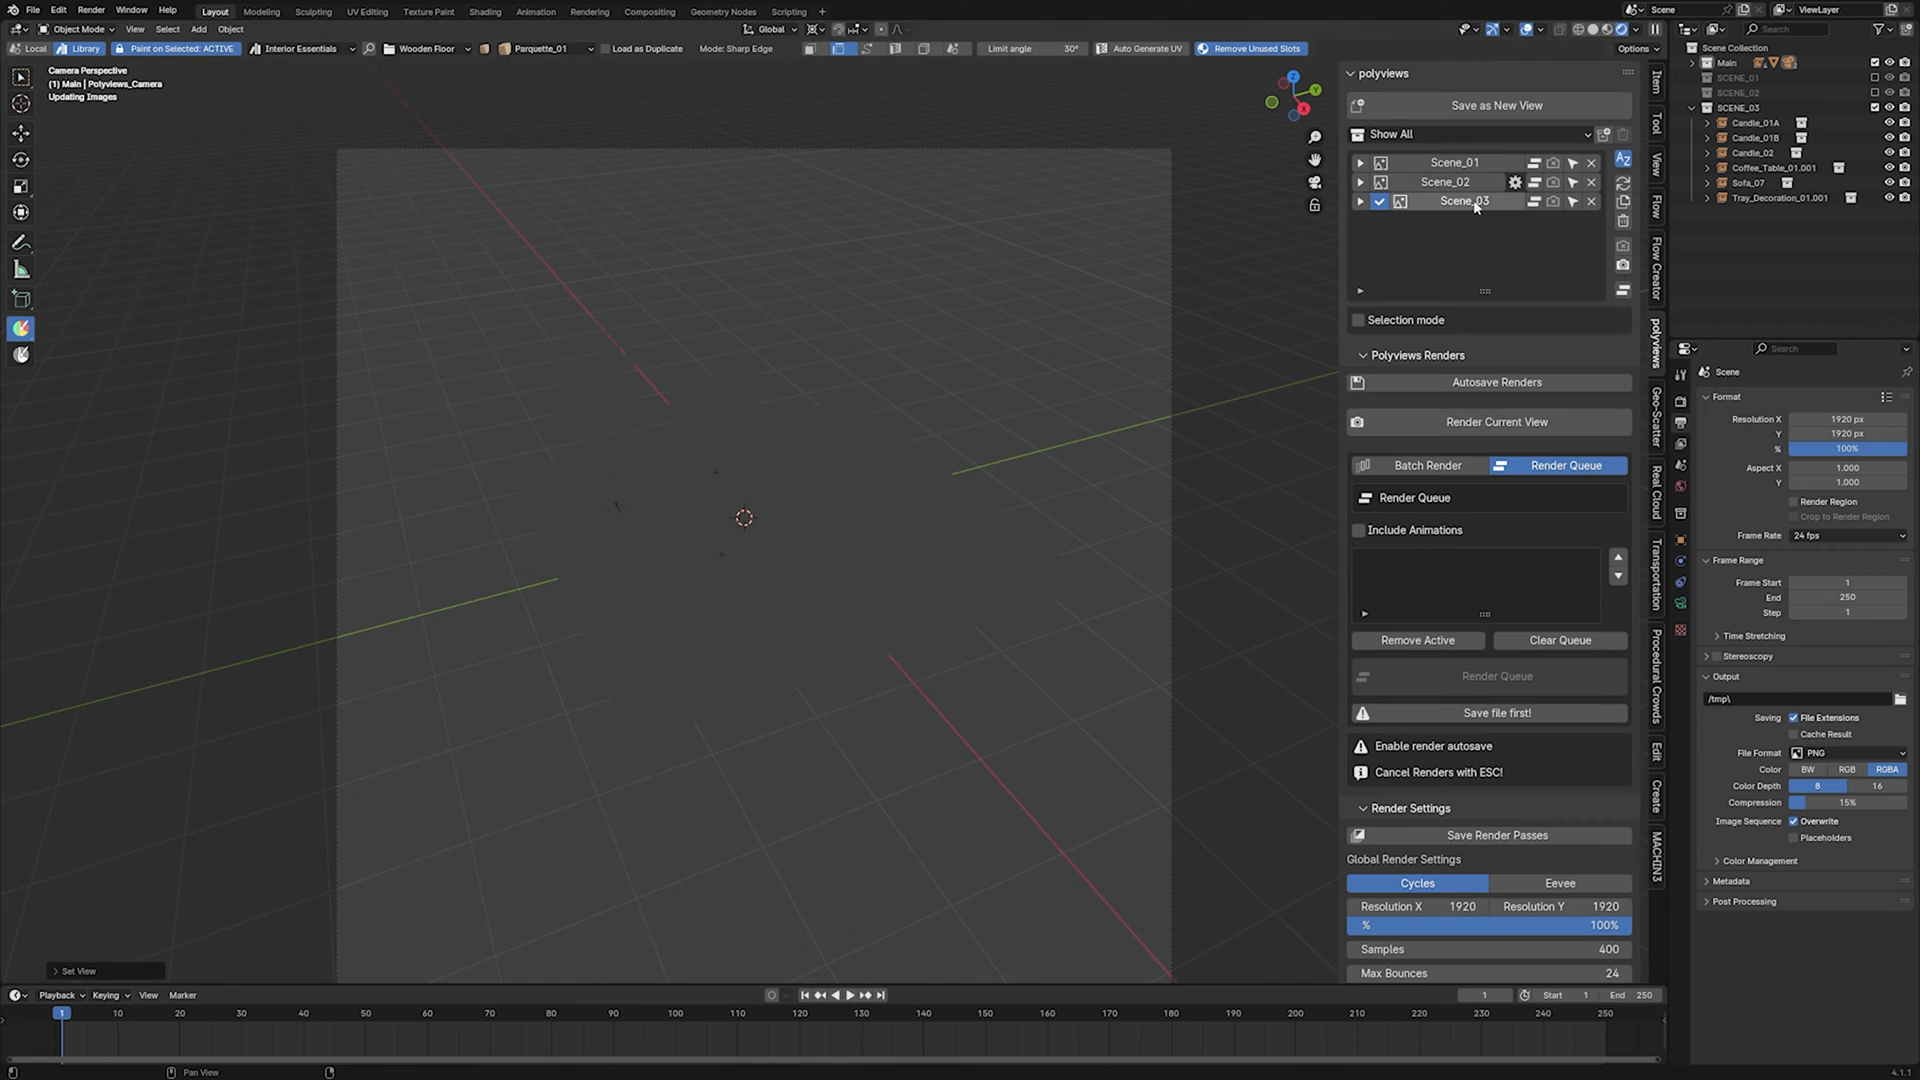 File Edit Render Window Help Layout Modeling Sculpting UV Editing Texture Paint Shading Animation Rendering Compositing Geometry Nodes Scripting + Scene ViewLayer
Object Mode View Select Add Object Global Search
Local Library Paint on Selected: ACTIVE Interior Essentials Wooden Floor Parquette_01 Load as Duplicate Mode: Sharp Edge Limit angle 30° Auto Generate UV Remove Unused Slots Options
Camera Perspective
(1) Main | Polyviews_Camera
Updating Images
Z
Y
X
polyviews
Save as New View
Show All
Scene_01
Scene_02
Scene_03
Selection mode
Polyviews Renders
Autosave Renders
Render Current View
Batch Render Render Queue
Render Queue
Include Animations
Remove Active Clear Queue
Render Queue
Save file first!
Enable render autosave
Cancel Renders with ESC!
Render Settings
Save Render Passes
Global Render Settings
Cycles Eevee
Resolution X 1920 Resolution Y 1920
% 100%
Samples 400
Max Bounces 24
Item
Tool
View
Flow
Flow Creator
polyviews
Geo-Scatter
Real Cloud
Transportation
Procedural Crowds
Edit
Create
MACHIN3
Scene Collection
Main
SCENE_01
SCENE_02
SCENE_03
Candle_01A
Candle_01B
Candle_02
Coffee_Table_01.001
Sofa_07
Tray_Decoration_01.001
Search
Scene
Format
Resolution X 1920 px
Y 1920 px
% 100%
Aspect X 1.000
Y 1.000
Render Region
Crop to Render Region
Frame Rate 24 fps
Frame Range
Frame Start 1
End 250
Step 1
Time Stretching
Stereoscopy
Output
/tmp\
Saving File Extensions
Cache Result
File Format PNG
Color BW RGB RGBA
Color Depth 8 16
Compression 15%
Image Sequence Overwrite
Placeholders
Color Management
Metadata
Post Processing
Set View
Playback Keying View Marker 1 Start 1 End 250
1 10 20 30 40 50 60 70 80 90 100 110 120 130 140 150 160 170 180 190 200 210 220 230 240 250
Pan View 4.1.1